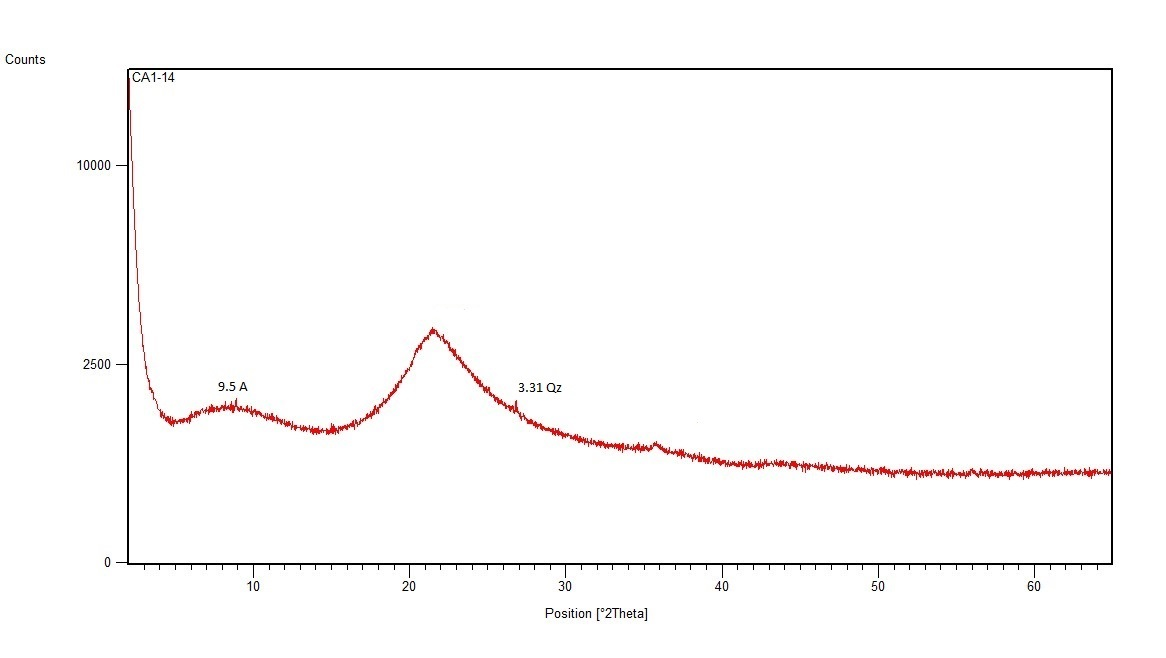 Counts
CA1-14
10000
2500
0
9.5 A
3.31 Qz
10 20 30 40 50 60
Position [°2Theta]